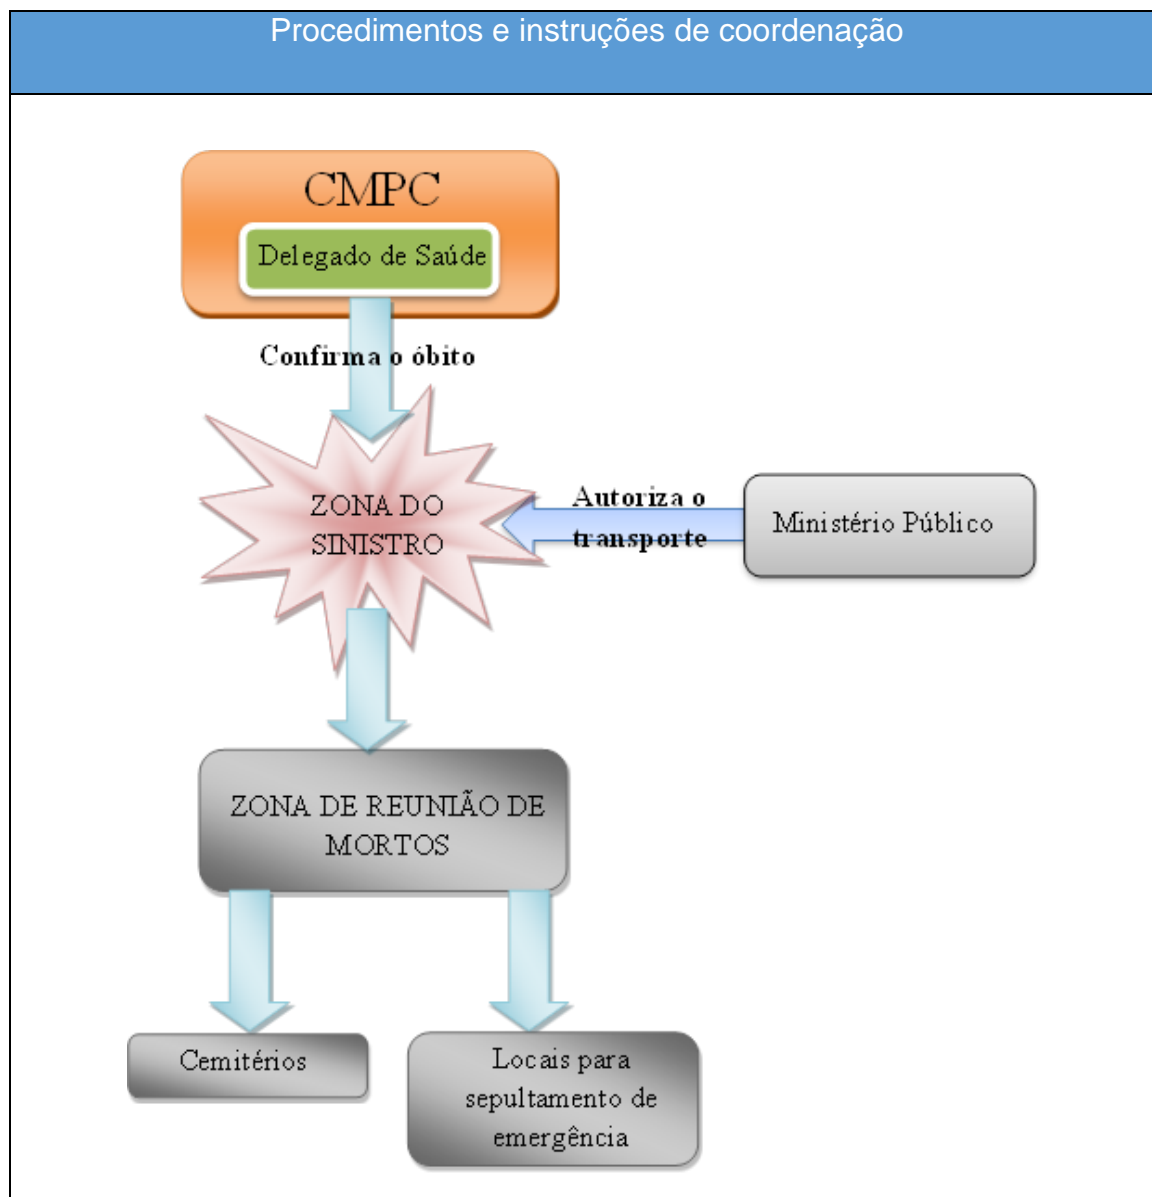 Procedimentos e instruções de coordenação
CMPC
Delegado de Saúde
Confirma o óbito
ZONA DO
SINISTRO
Autoriza o
transporte
Ministério Público
ZONA DE REUNIÃO DE
MORTOS
Cemitérios
Locais para
sepultamento de
emergência